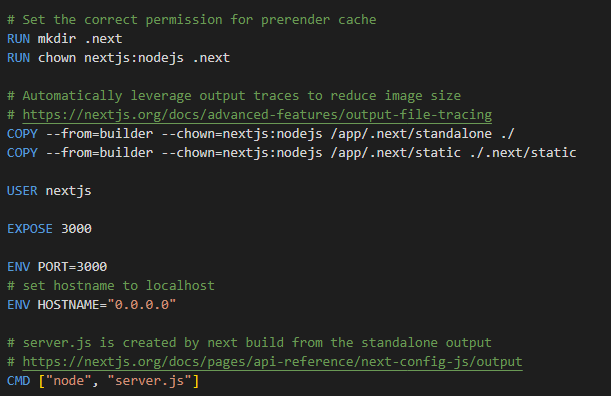 # Set the correct permission for prerender cache
RUN mkdir .next
RUN chown nextjs:nodejs .next
# Automatically leverage output traces to reduce image size
# https://nextjs.org/docs/advanced-features/output-file-tracing
COPY --from=builder --chown=nextjs:nodejs /app/.next/standalone ./
COPY --from=builder --chown=nextjs:nodejs /app/.next/static ./.next/static
USER nextjs
EXPOSE 3000
ENV PORT=3000
# set hostname to localhost
ENV HOSTNAME="0.0.0.0"
# server.js is created by next build from the standalone output
# https://nextjs.org/docs/pages/api-reference/next-config-js/output
CMD ["node", "server.js"]